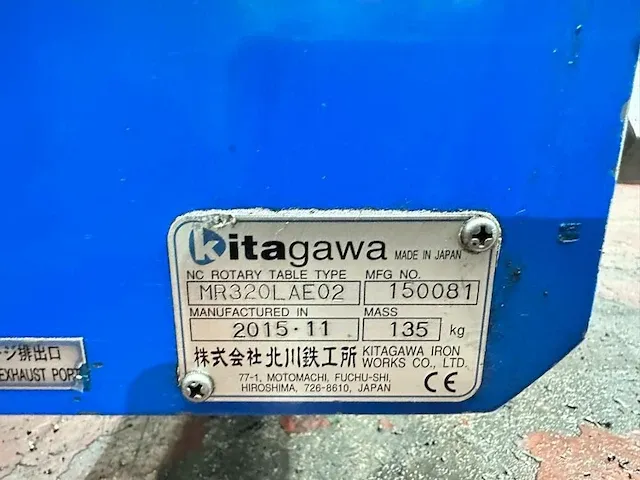 kitagawa MADE IN JAPAN
NC ROTARY TABLE TYPE MFG NO.
MR320LAE02 150081
MANUFACTURED IN MASS
2015・11 135 kg
株式会社 北川鉄工所 KITAGAWA IRON WORKS CO., LTD.
77-1, MOTOMACHI, FUCHU-SHI,
HIROSHIMA, 726-8610, JAPAN
CE
ジ排出口
EXHAUST PORT